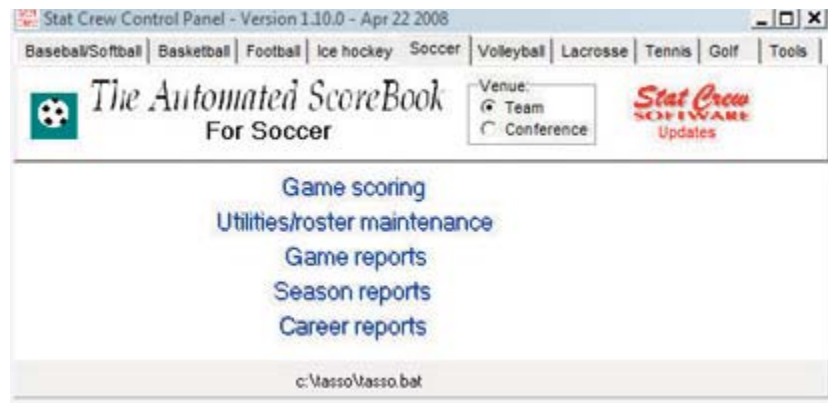 Stat Crew Control Panel - Version 1.10.0 - Apr 22 2008
Baseball/Softball Basketball Football Ice hockey Soccer Volleyball Lacrosse Tennis Golf Tools
The Automated ScoreBook
For Soccer
Venue:
Team
Conference
Stat Crew
SOFTWARE
Updates
Game scoring
Utilities/roster maintenance
Game reports
Season reports
Career reports
c:\tasso\tasso.bat